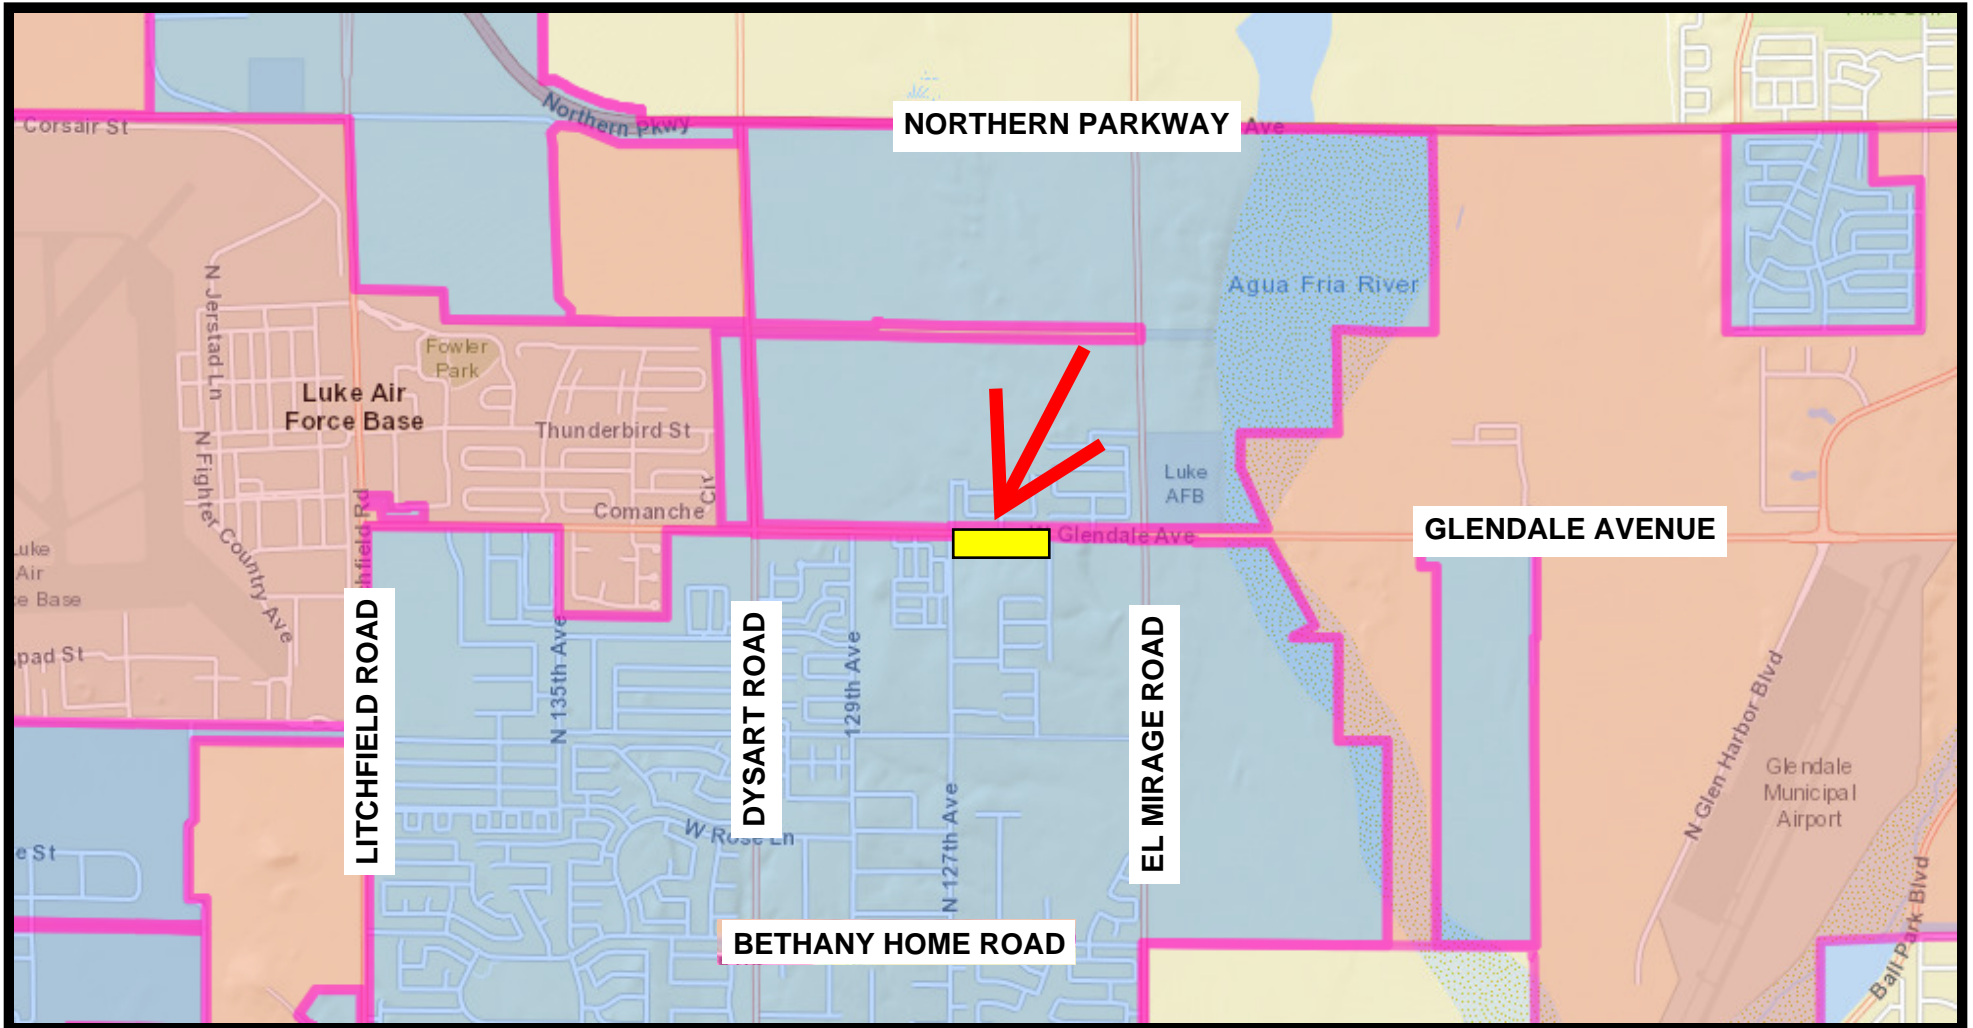 Corsair St
Northern Pkwy
NORTHERN PARKWAY
Ave
Agua Fria River
N Jerstad Ln
Fowler
Park
Luke Air
Force Base
Thunderbird St
N Fighter Country Ave
Comanche
Cir
Luke
AFB
W Glendale Ave
GLENDALE AVENUE
Luke
Air
ce Base
hfield Rd
LITCHFIELD ROAD
N 135th Ave
DYSART ROAD
129th Ave
EL MIRAGE ROAD
pad St
N Glen Harbor Blvd
Glendale
Municipal
Airport
W Rose Ln
N 127th Ave
e St
BETHANY HOME ROAD
Ball Park Blvd